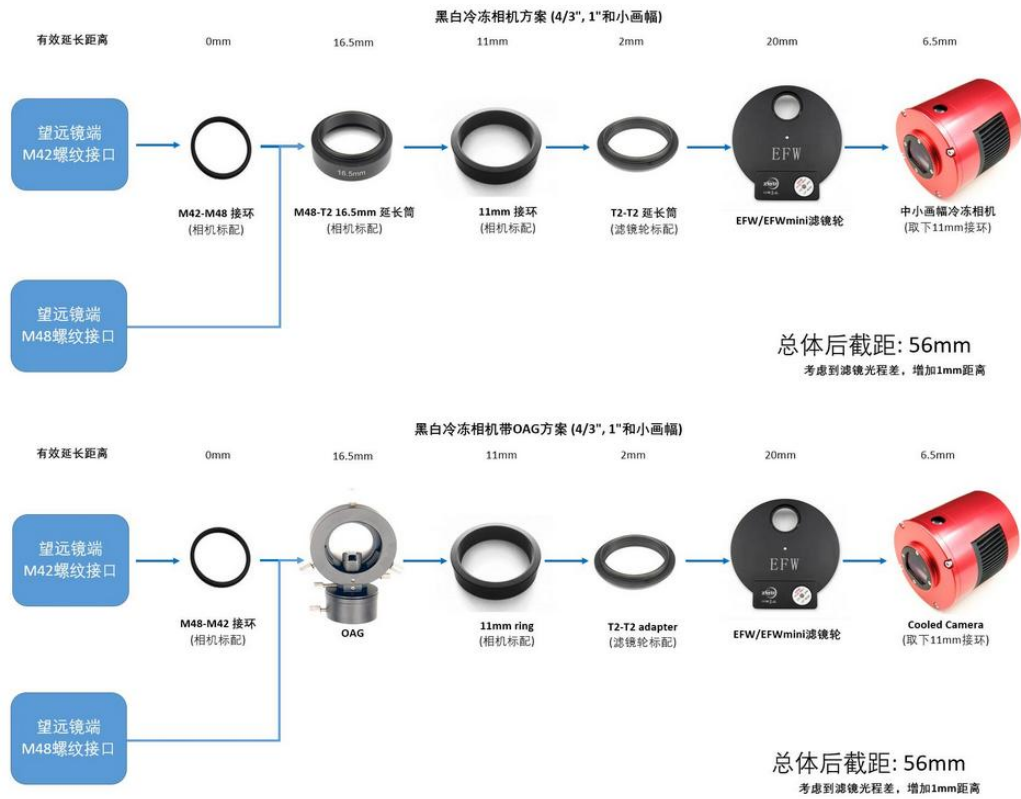 黑白冷冻相机方案 (4/3", 1"和小画幅)
有效延长距离 0mm 16.5mm 11mm 2mm 20mm 6.5mm
望远镜端
M42螺纹接口
16.5mm
EFW
M42-M48 接环
(相机标配)
M48-T2 16.5mm 延长筒
(相机标配)
11mm 接环
(相机标配)
T2-T2 延长筒
(滤镜轮标配)
EFW/EFWmini滤镜轮
中小画幅冷冻相机
(取下11mm接环)
望远镜端
M48螺纹接口
总体后截距: 56mm
考虑到滤镜光程差，增加1mm距离
黑白冷冻相机带OAG方案 (4/3", 1"和小画幅)
有效延长距离 0mm 16.5mm 11mm 2mm 20mm 6.5mm
望远镜端
M42螺纹接口
EFW
M48-M42 接环
(相机标配)
OAG
11mm ring
(相机标配)
T2-T2 adapter
(滤镜轮标配)
EFW/EFWmini滤镜轮
Cooled Camera
(取下11mm接环)
望远镜端
M48螺纹接口
总体后截距: 56mm
考虑到滤镜光程差，增加1mm距离